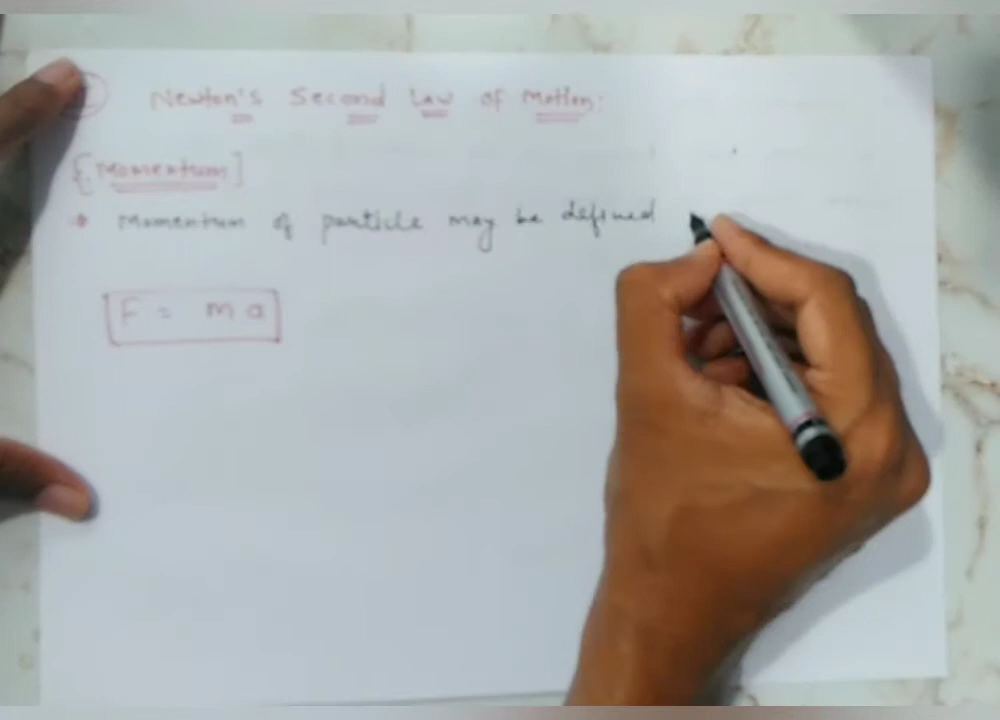 Newton's Second Law of Motion:
[Momentum]
Momentum of particle may be defined
F = ma